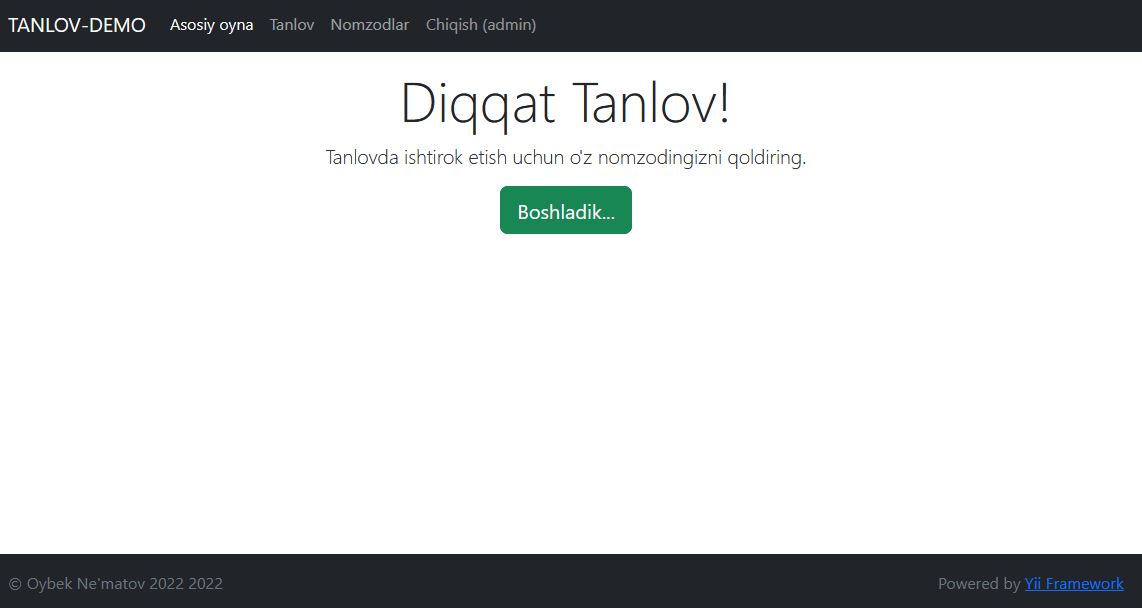 TANLOV-DEMO Asosiy oyna Tanlov Nomzodlar Chiqish (admin)
Diqqat Tanlov!
Tanlovda ishtirok etish uchun o'z nomzodingizni qoldiring.
Boshladik...
© Oybek Ne'matov 2022 2022 Powered by Yii Framework